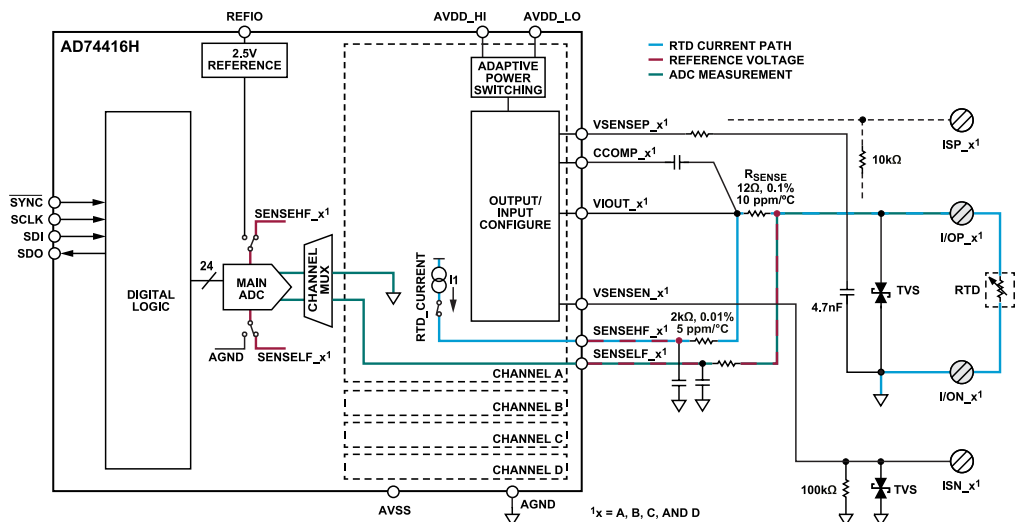 REFIO
AVDD_HI
AVDD_LO
AD74416H
2.5V
REFERENCE
ADAPTIVE
POWER
SWITCHING
RTD CURRENT PATH
REFERENCE VOLTAGE
ADC MEASUREMENT
VSENSEP_x1
CCOMP_x1
VIOUT_x1
VSENSEN_x1
SENSEHF_x1
SENSELF_x1
OUTPUT/
INPUT
CONFIGURE
RSENSE
12Ω, 0.1%
10 ppm/°C
10kΩ
ISP_x1
I/OP_x1
SYNC
SCLK
SDI
SDO
DIGITAL
LOGIC
24
SENSEHF_x1
MAIN
ADC
CHANNEL
MUX
AGND
SENSELF_x1
RTD_CURRENT
I1
2kΩ, 0.01%
5 ppm/°C
4.7nF
TVS
RTD
I/ON_x1
CHANNEL A
CHANNEL B
CHANNEL C
CHANNEL D
100kΩ
TVS
ISN_x1
AVSS
AGND
1x = A, B, C, AND D